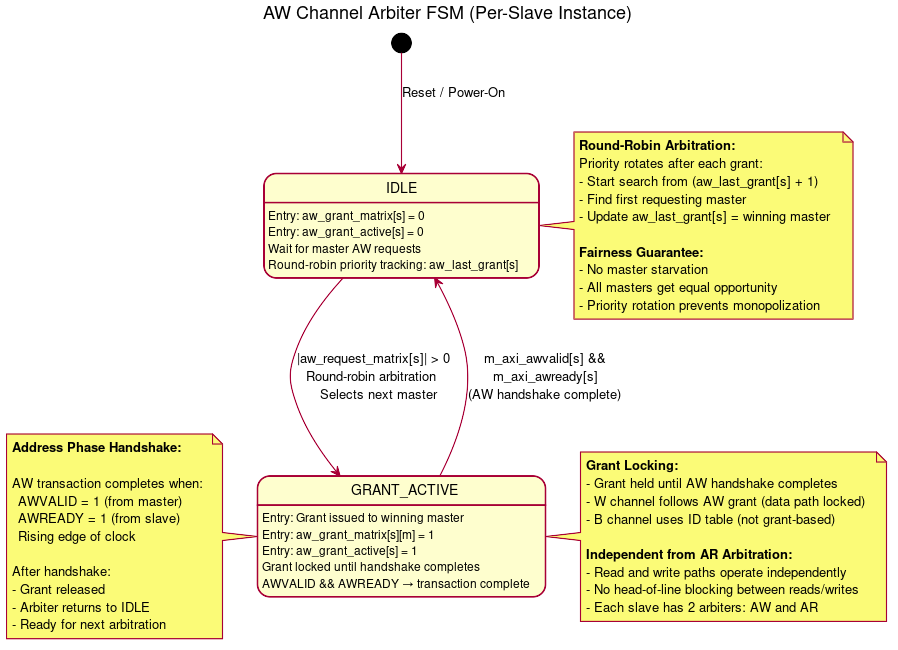 AW Channel Arbiter FSM (Per-Slave Instance)
Reset / Power-On
IDLE
Entry: aw_grant_matrix[s] = 0
Entry: aw_grant_active[s] = 0
Wait for master AW requests
Round-robin priority tracking: aw_last_grant[s]
Round-Robin Arbitration:
Priority rotates after each grant:
- Start search from (aw_last_grant[s] + 1)
- Find first requesting master
- Update aw_last_grant[s] = winning master
Fairness Guarantee:
- No master starvation
- All masters get equal opportunity
- Priority rotation prevents monopolization
|aw_request_matrix[s]| > 0
Round-robin arbitration
Selects next master
m_axi_awvalid[s] &&
m_axi_awready[s]
(AW handshake complete)
Address Phase Handshake:
AW transaction completes when:
AWVALID = 1 (from master)
AWREADY = 1 (from slave)
Rising edge of clock
After handshake:
- Grant released
- Arbiter returns to IDLE
- Ready for next arbitration
GRANT_ACTIVE
Entry: Grant issued to winning master
Entry: aw_grant_matrix[s][m] = 1
Entry: aw_grant_active[s] = 1
Grant locked until handshake completes
AWVALID && AWREADY → transaction complete
Grant Locking:
- Grant held until AW handshake completes
- W channel follows AW grant (data path locked)
- B channel uses ID table (not grant-based)
Independent from AR Arbitration:
- Read and write paths operate independently
- No head-of-line blocking between reads/writes
- Each slave has 2 arbiters: AW and AR